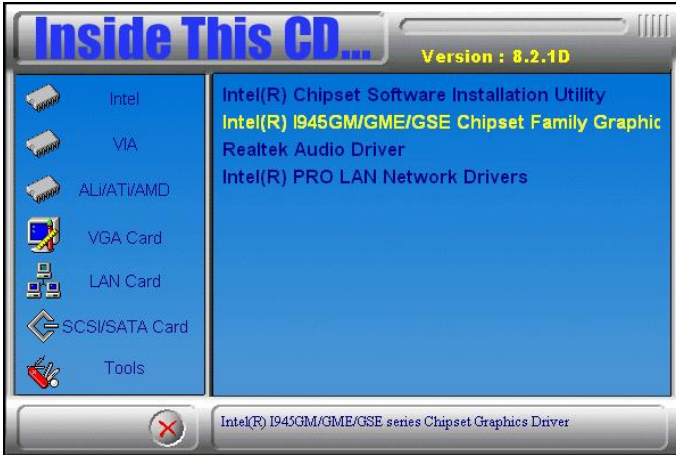 Inside This CD...
Version : 8.2.1D
Intel
VIA
ALi/ATi/AMD
VGA Card
LAN Card
SCSI/SATA Card
Tools
Intel(R) Chipset Software Installation Utility
Intel(R) I945GM/GME/GSE Chipset Family Graphic
Realtek Audio Driver
Intel(R) PRO LAN Network Drivers
Intel(R) I945GM/GME/GSE series Chipset Graphics Driver